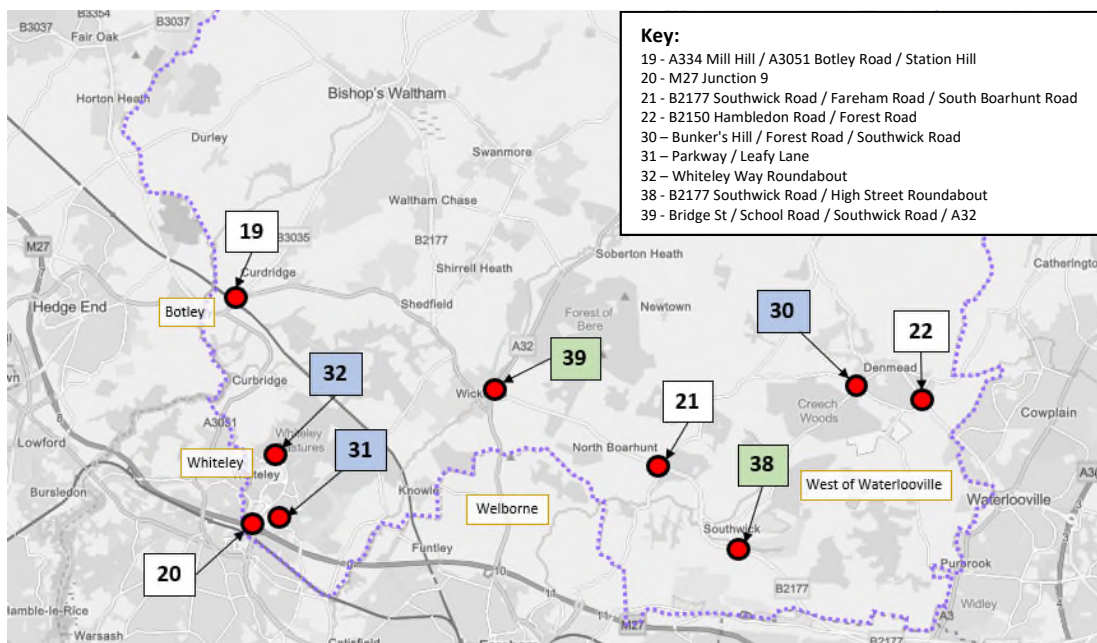 B3354
B3037
B3037
Fair Oak
Horton Heath
Bishop's Waltham
Durley
Swanmore
Waltham Chase
B2177
B3035
Curdridge
Shirrell Heath
Shedfield
Soberton Heath
Newtown
Forest of
Bere
Catherington
M27
Hedge End
Botley
19
Key:
19 - A334 Mill Hill / A3051 Botley Road / Station Hill
20 - M27 Junction 9
21 - B2177 Southwick Road / Fareham Road / South Boarhunt Road
22 - B2150 Hambledon Road / Forest Road
30 – Bunker's Hill / Forest Road / Southwick Road
31 – Parkway / Leafy Lane
32 – Whiteley Way Roundabout
38 - B2177 Southwick Road / High Street Roundabout
39 - Bridge St / School Road / Southwick Road / A32
A32
39
30
22
Denmead
Creech
Woods
Cowplain
32
Curbridge
A3051
Wick
21
Lowford
Whiteley
31
North Boarhunt
38
Bursledon
Knowle
Welborne
West of Waterlooville
Waterlooville
Southwick
20
Funtley
10
11
B2177
Purbrook
Widley
A3
M27
Hamble-le-Rice
Warsash